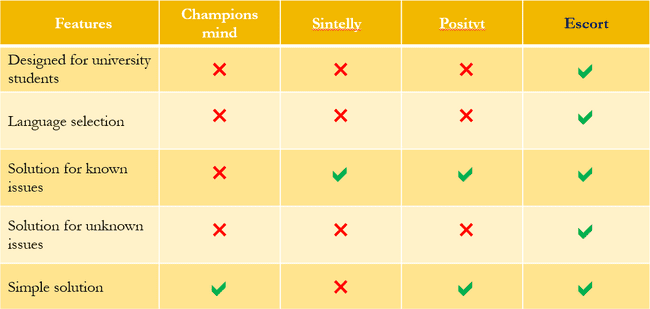 Features
Champions
mind
Sintelly
Positvt
Escort
Designed for university
students
Language selection
Solution for known
issues
Solution for unknown
issues
Simple solution